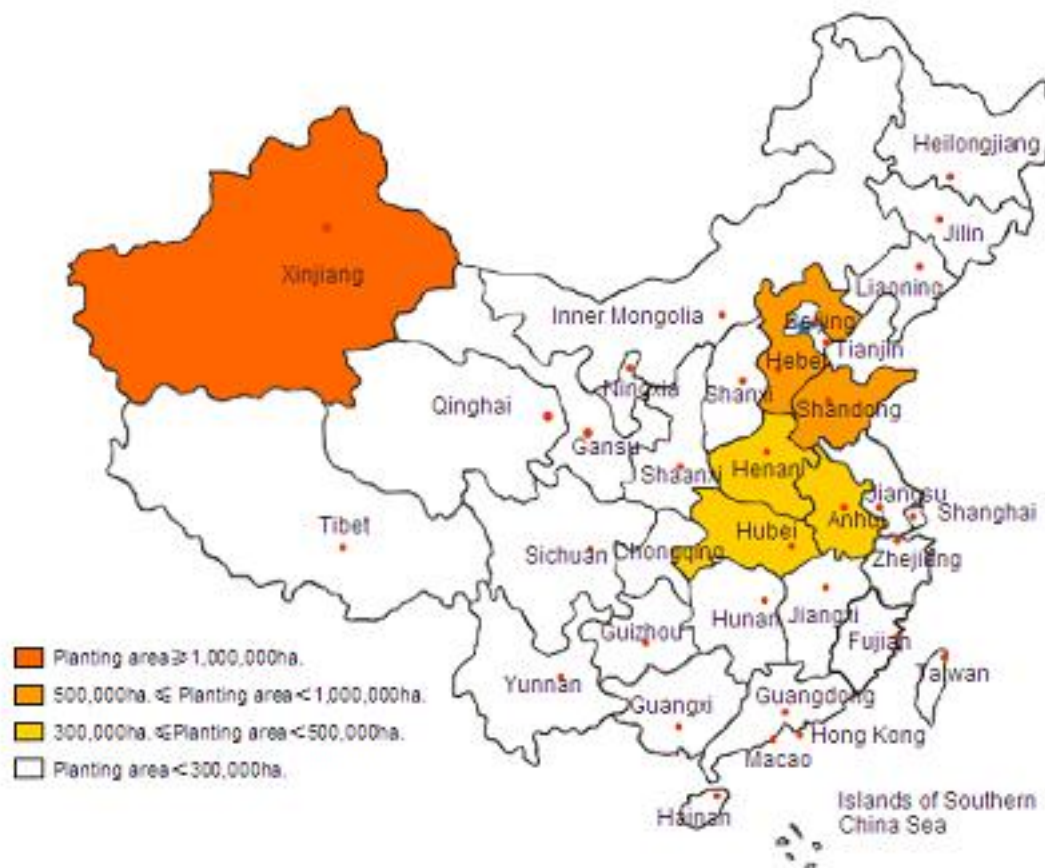 Heilongjiang
Jilin
Liaoning
Xinjiang
Inner Mongolia
Beijing
Tianjin
Hebei
Ningxia
Shanxi
Qinghai
Shandong
Gansu
Shaanxi
Henan
Jiangsu
Anhui
Shanghai
Tibet
Hubei
Sichuan
Chongqing
Zhejiang
Hunan
Jiangxi
Guizhou
Fujian
Taiwan
Yunnan
Guangxi
Guangdong
Hong Kong
Macao
Hainan
Islands of Southern
China Sea
Planting area⩾1,000,000ha.
500,000ha.⩽ Planting area<1,000,000ha.
300,000ha.⩽Planting area<500,000ha.
Planting area<300,000ha.